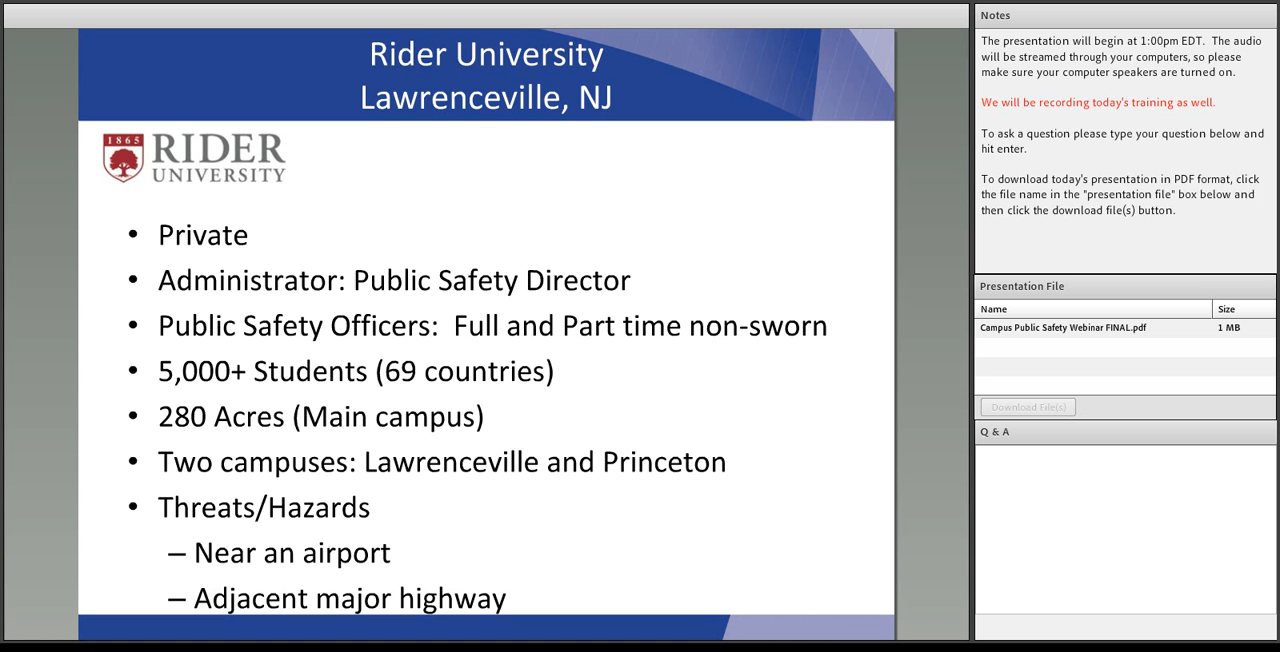 Rider University
Lawrenceville, NJ
1865
RIDER
UNIVERSITY
• Private
• Administrator: Public Safety Director
• Public Safety Officers:  Full and Part time non-sworn
• 5,000+ Students (69 countries)
• 280 Acres (Main campus)
• Two campuses: Lawrenceville and Princeton
• Threats/Hazards
– Near an airport
– Adjacent major highway
Notes
The presentation will begin at 1:00pm EDT.  The audio
will be streamed through your computers, so please
make sure your computer speakers are turned on.
We will be recording today's training as well.
To ask a question please type your question below and
hit enter.
To download today's presentation in PDF format, click
the file name in the "presentation file" box below and
then click the download file(s) button.
Presentation File
Name Size
Campus Public Safety Webinar FINAL.pdf 1 MB
Download File(s)
Q & A